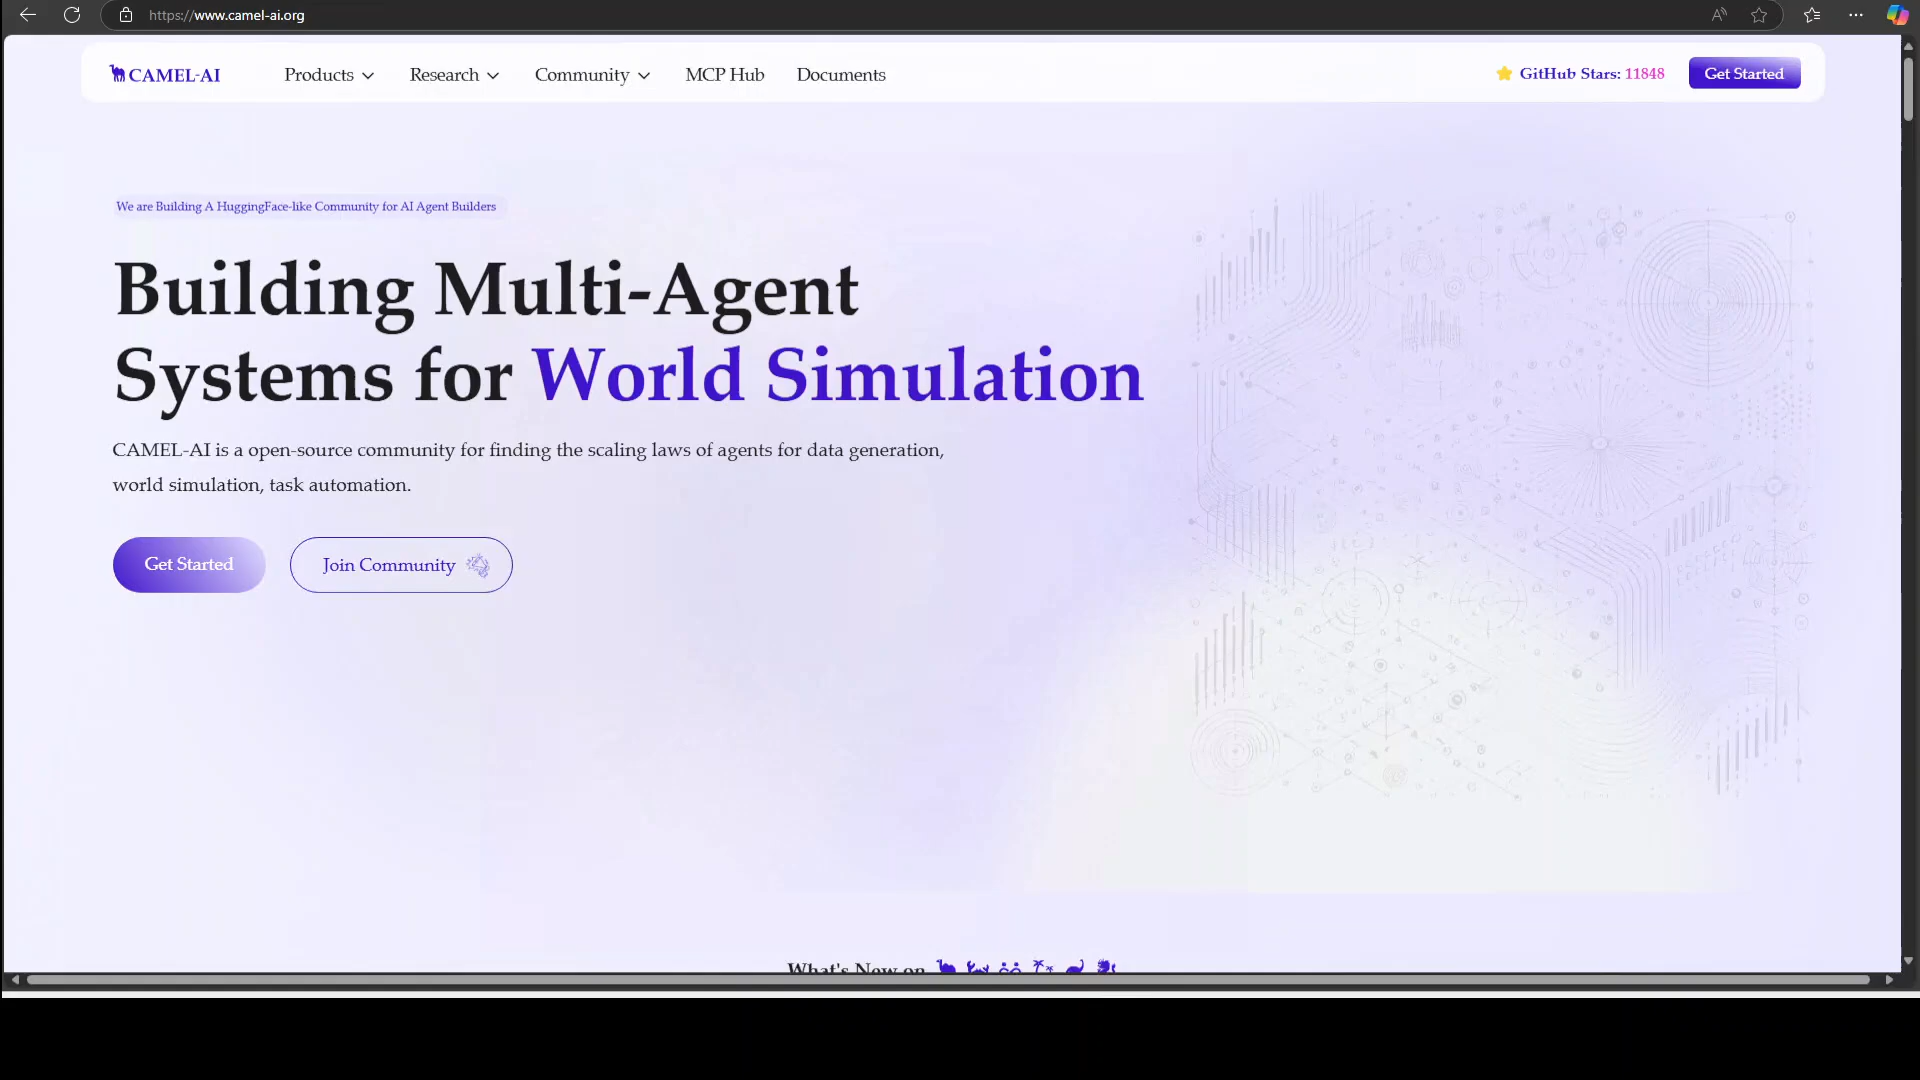 https://www.camel-ai.org
CAMEL-AI
Products
Research
Community
MCP Hub
Documents
GitHub Stars: 11848
Get Started
We are Building A HuggingFace-like Community for AI Agent Builders
Building Multi-Agent
Systems for World Simulation
CAMEL-AI is a open-source community for finding the scaling laws of agents for data generation,
world simulation, task automation.
Get Started
Join Community
What's New on